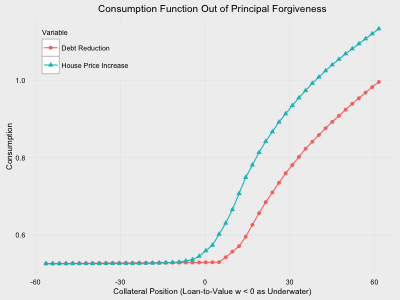 Consumption Function Out of Principal Forgiveness
Variable
Debt Reduction
House Price Increase
Consumption
1.0
0.8
0.6
-60
-30
0
30
60
Collateral Position (Loan-to-Value w < 0 as Underwater)